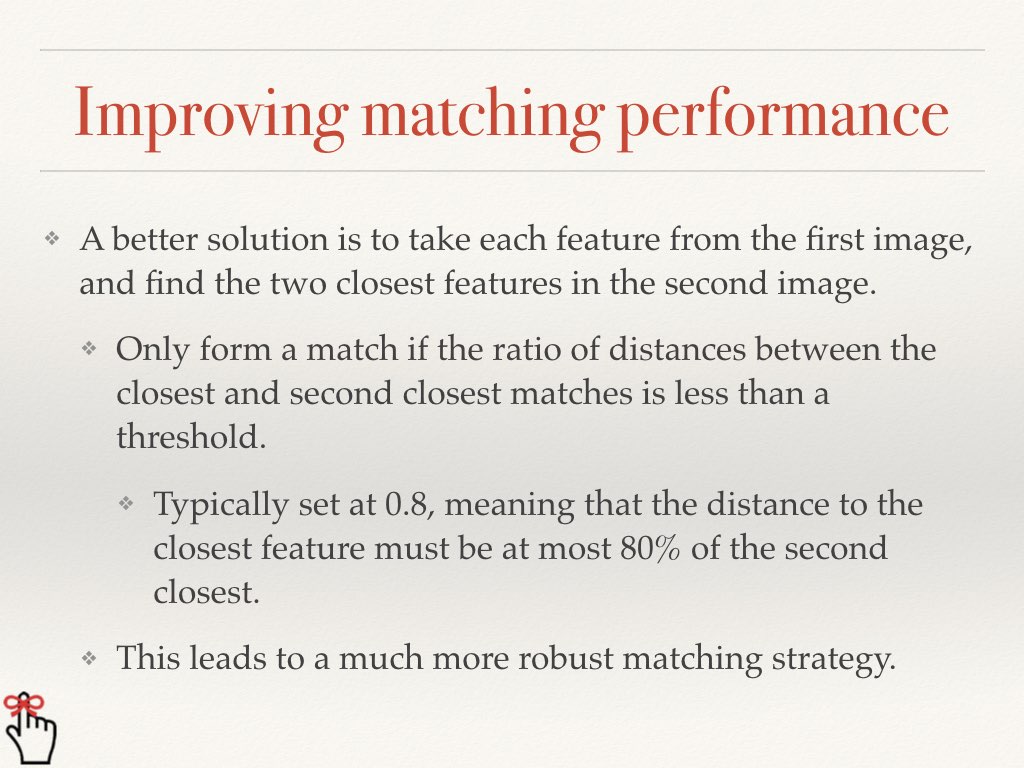 Improving matching performance
❖ A better solution is to take each feature from the first image,
and find the two closest features in the second image.
❖ Only form a match if the ratio of distances between the
closest and second closest matches is less than a
threshold.
❖ Typically set at 0.8, meaning that the distance to the
closest feature must be at most 80% of the second
closest.
❖ This leads to a much more robust matching strategy.